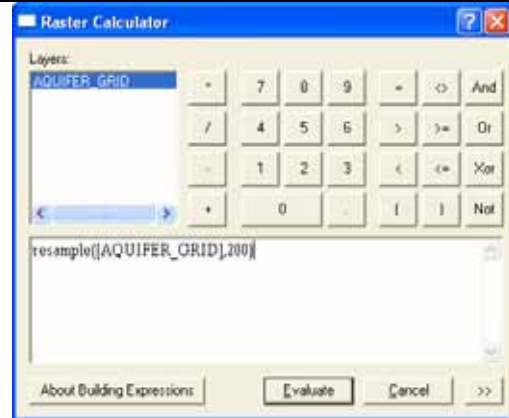 Raster Calculator
Layers:
AQUIFER_GRID
* 7 8 9 = <> And
/ 4 5 6 > >= Or
- 1 2 3 < <= Xor
+ 0 . ( ) Not
resample([AQUIFER_GRID],200)
About Building Expressions Evaluate Cancel >>